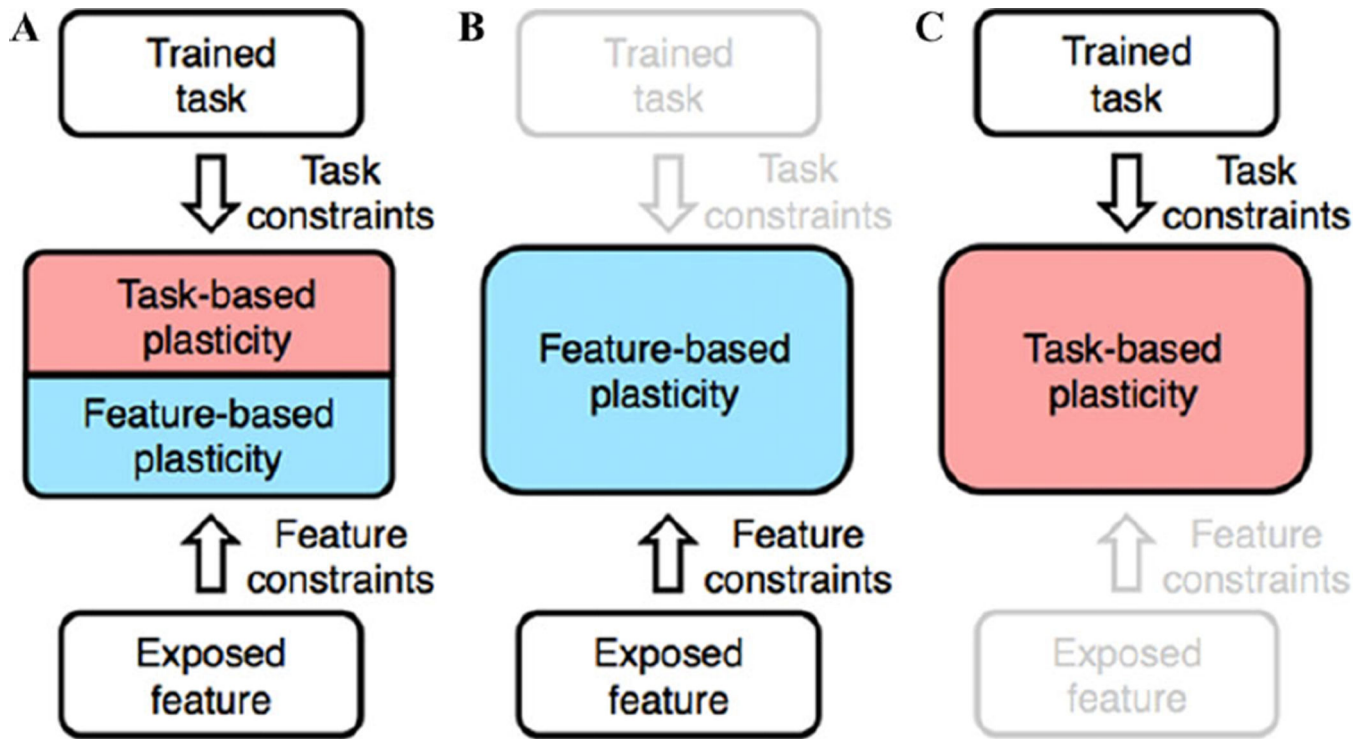 A
Trained
task
Task
constraints
Task-based
plasticity
Feature-based
plasticity
Feature
constraints
Exposed
feature
B
Trained
task
Task
constraints
Feature-based
plasticity
Feature
constraints
Exposed
feature
C
Trained
task
Task
constraints
Task-based
plasticity
Feature
constraints
Exposed
feature